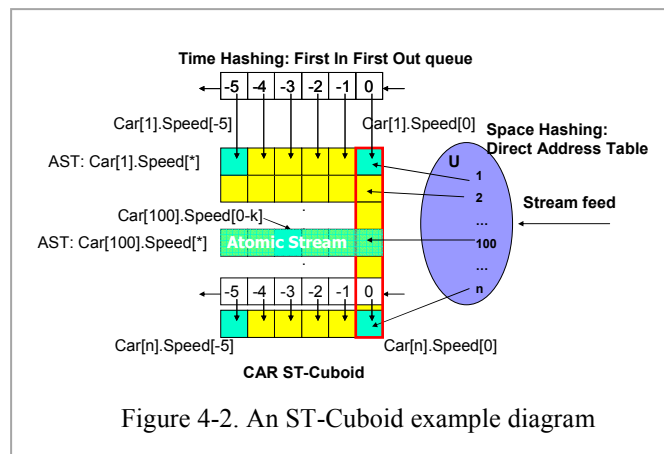 Time Hashing: First In First Out queue
-5 -4 -3 -2 -1 0
Car[1].Speed[-5]
Car[1].Speed[0]
Space Hashing:
Direct Address Table
AST: Car[1].Speed[*]
U
1
2
...
100
...
n
Stream feed
Car[100].Speed[0-k]
AST: Car[100].Speed[*]
Atomic Stream
-5 -4 -3 -2 -1 0
Car[n].Speed[-5]
Car[n].Speed[0]
CAR ST-Cuboid
Figure 4-2. An ST-Cuboid example diagram